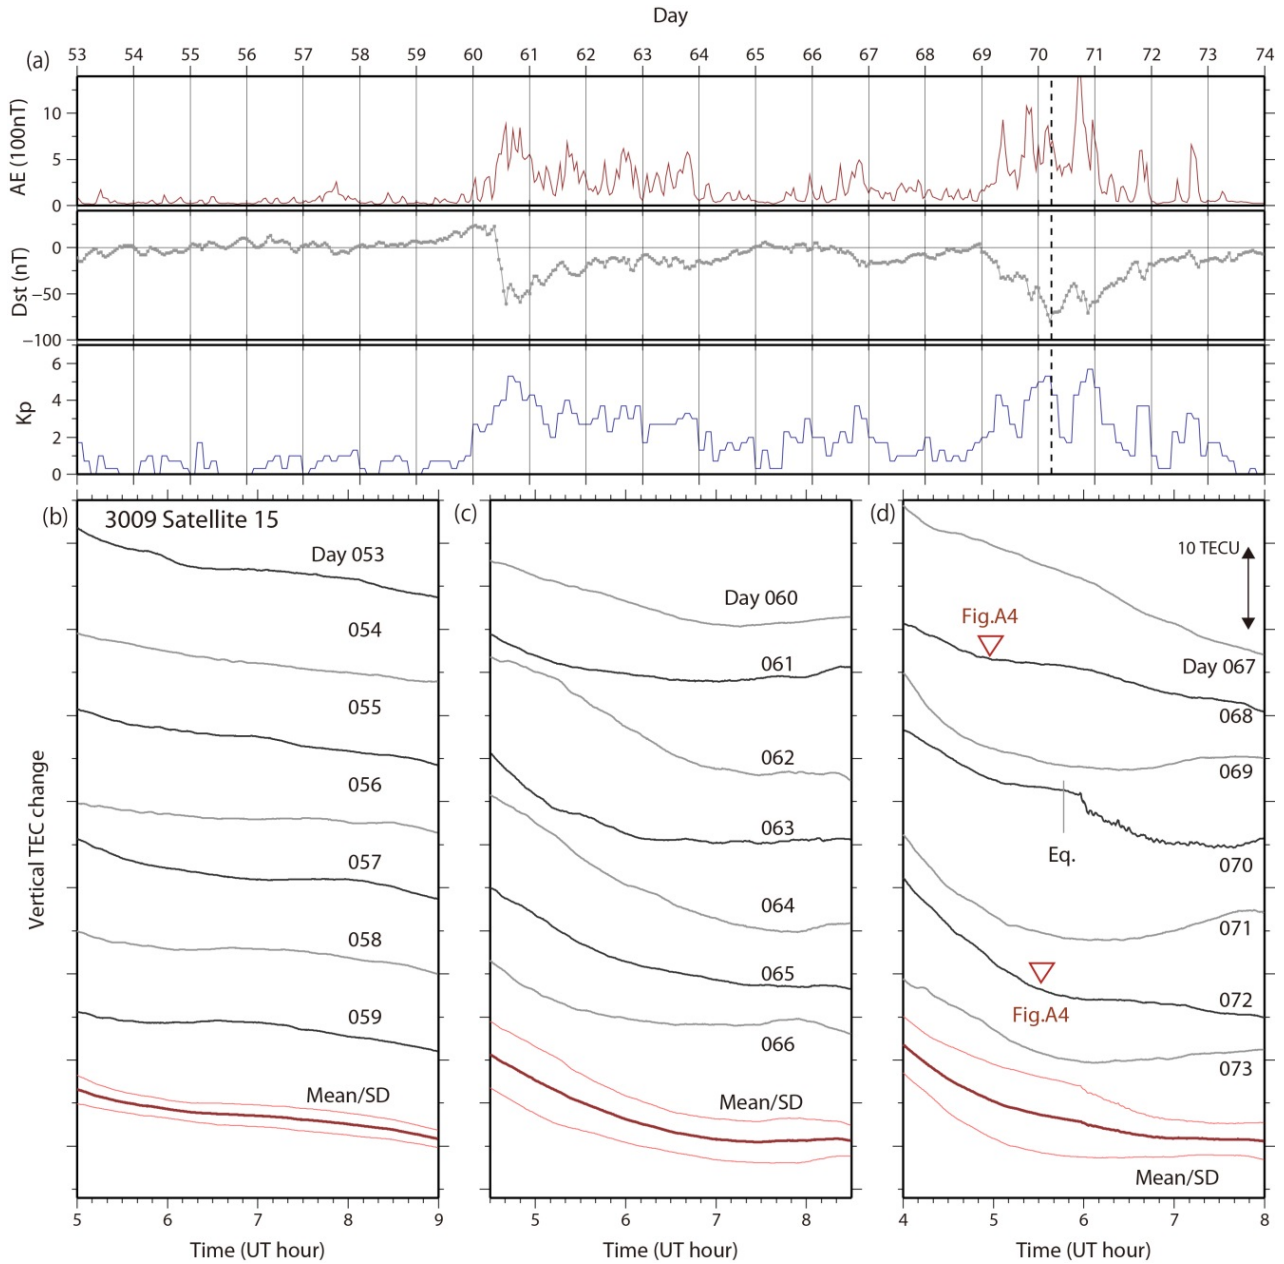 Day
53 54 55 56 57 58 59 60 61 62 63 64 65 66 67 68 69 70 71 72 73 74
(a)
AE (100nT)
10
5
0
Dst (nT)
0
−50
−100
Kp
6
4
2
0
(b)
3009 Satellite 15
Day 053
054
055
056
057
058
059
Mean/SD
Vertical TEC change
5 6 7 8 9
Time (UT hour)
(c)
Day 060
061
062
063
064
065
066
Mean/SD
5 6 7 8
Time (UT hour)
(d)
10 TECU
Fig.A4
Day 067
068
069
Eq.
070
071
072
Fig.A4
073
Mean/SD
4 5 6 7 8
Time (UT hour)